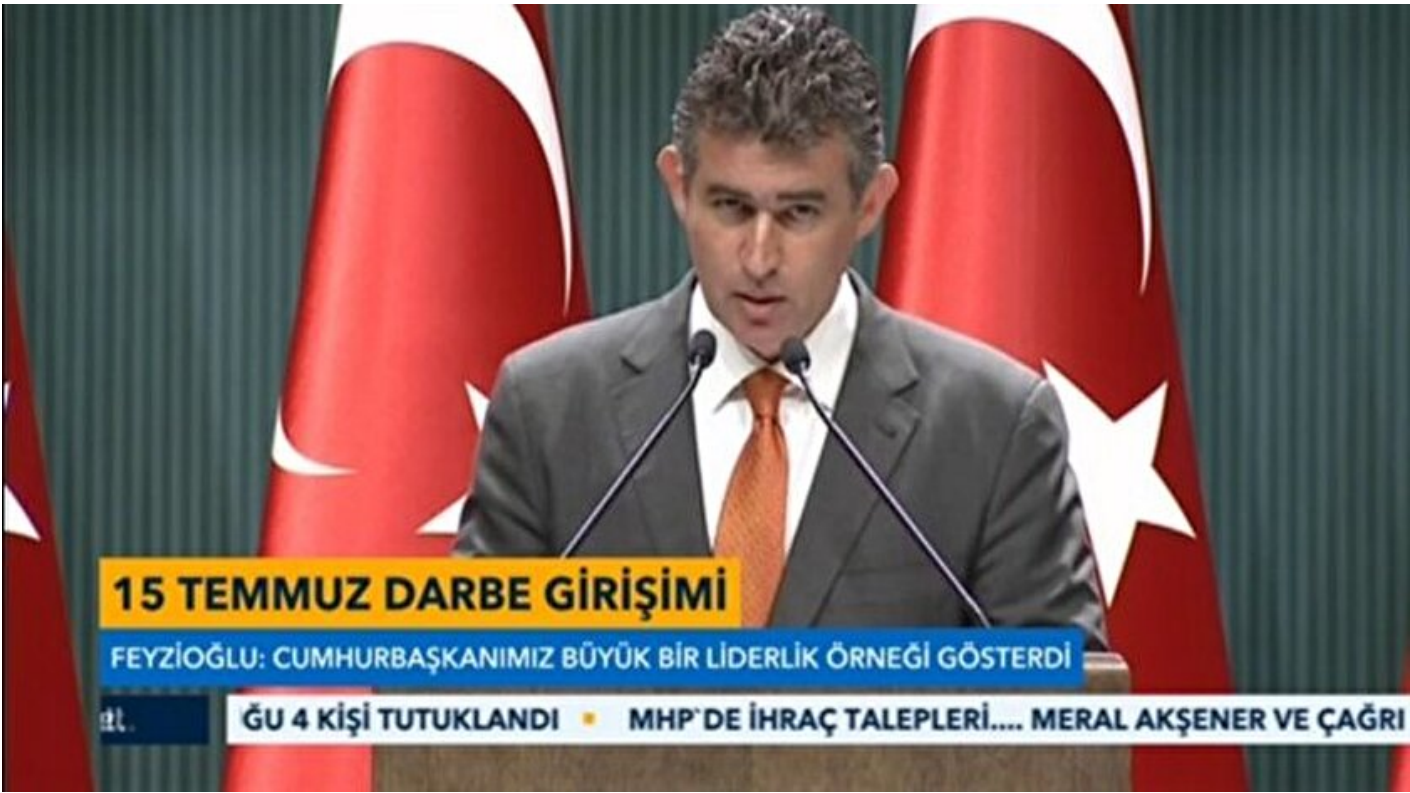 15 TEMMUZ DARBE GİRİŞİMİ
FEYZİOĞLU: CUMHURBAŞKANIMIZ BÜYÜK BİR LİDERLİK ÖRNEĞİ GÖSTERDİ
ĞU 4 KİŞİ TUTUKLANDI MHP`DE İHRAÇ TALEPLERİ.... MERAL AKŞENER VE ÇAĞRI